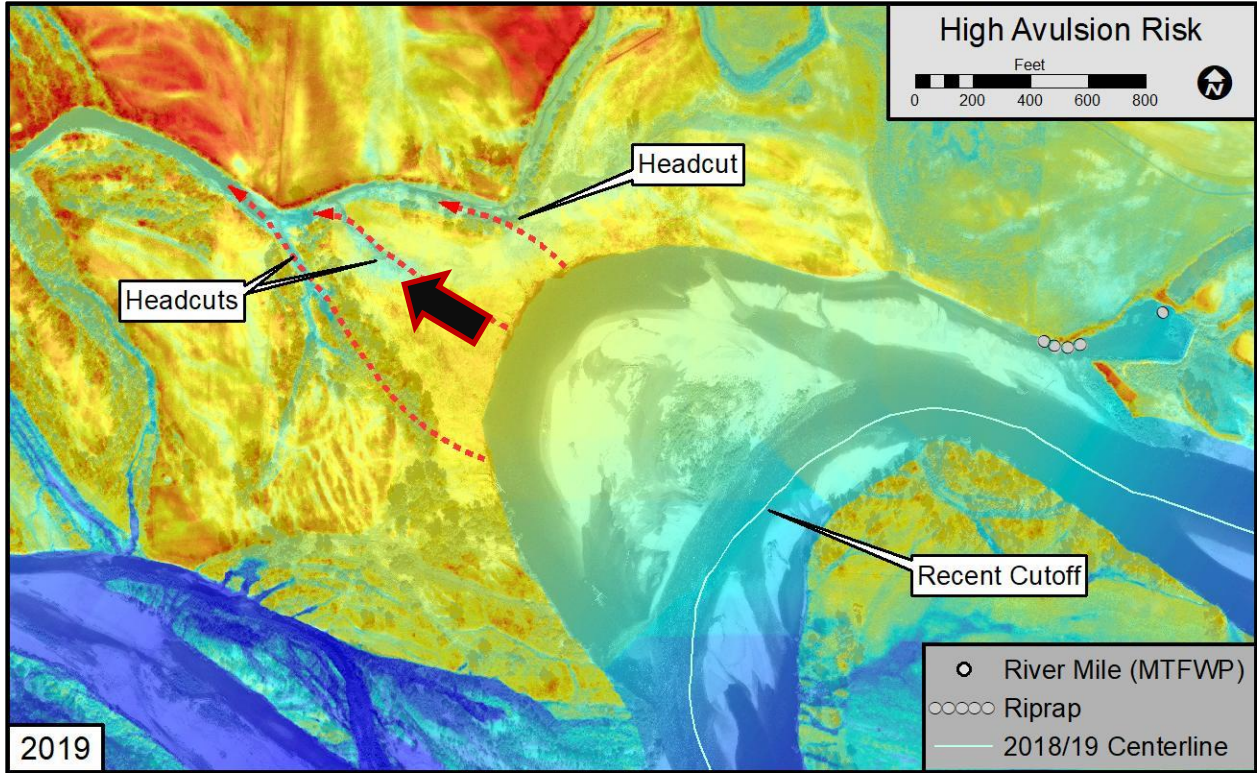 High Avulsion Risk
Feet
0 200 400 600 800
N
Headcut
Headcuts
Recent Cutoff
River Mile (MTFWP)
Riprap
2018/19 Centerline
2019